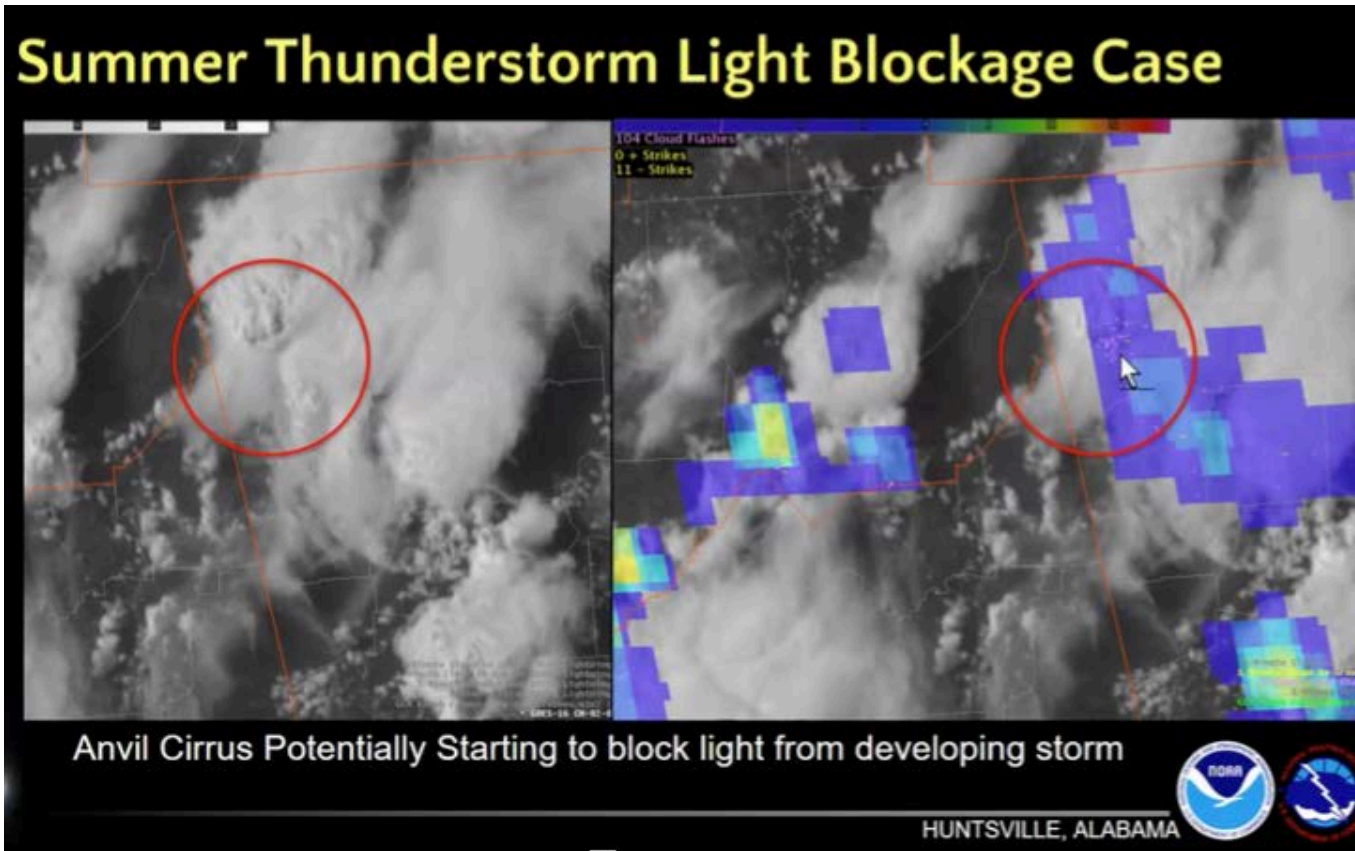 Summer Thunderstorm Light Blockage Case
104 Cloud Flashes
0 + Strikes
11 - Strikes
Anvil Cirrus Potentially Starting to block light from developing storm
NOAA
HUNTSVILLE, ALABAMA